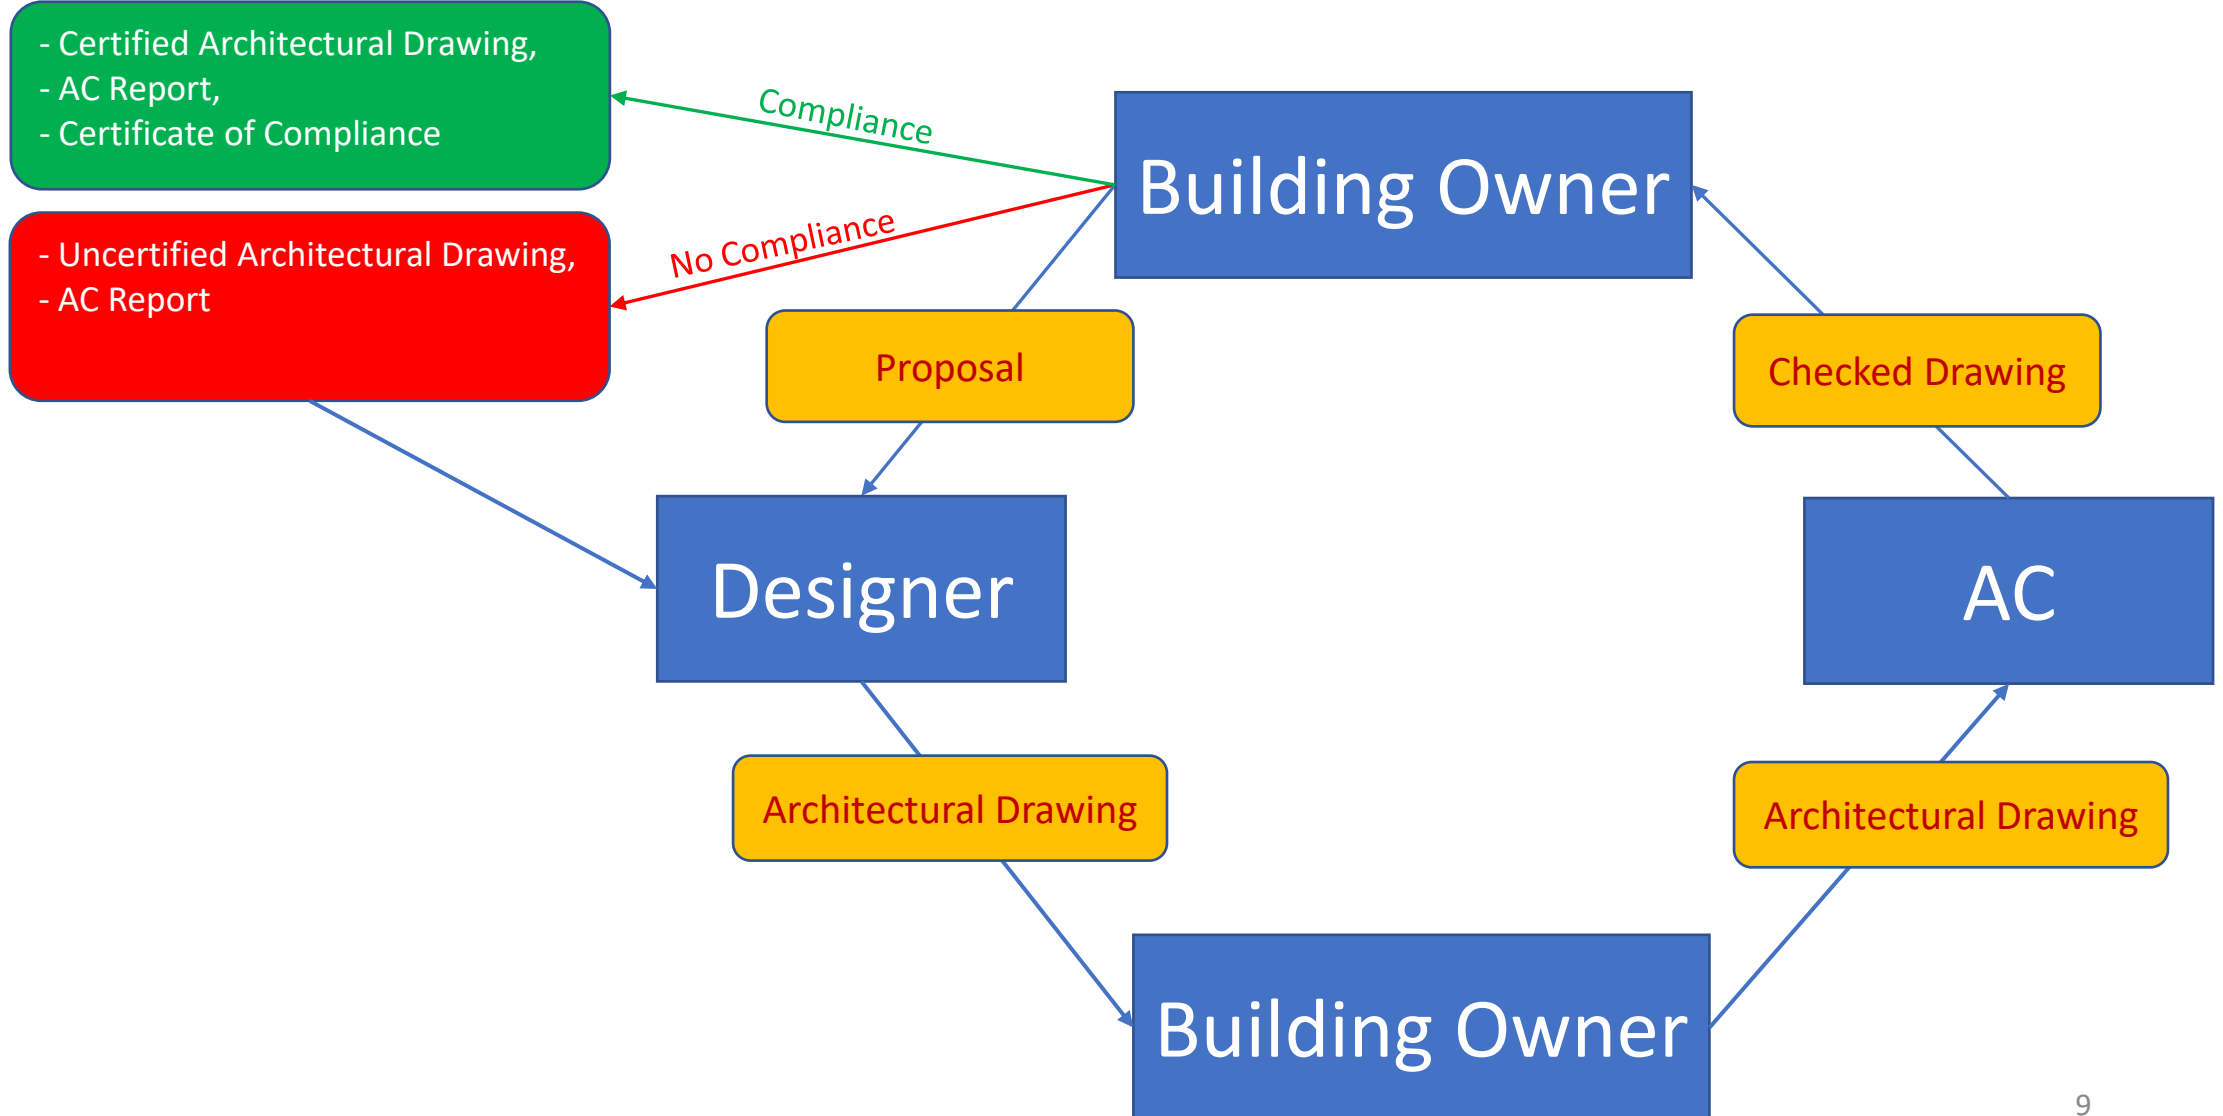 - Certified Architectural Drawing,
- AC Report,
- Certificate of Compliance
Compliance
Building Owner
- Uncertified Architectural Drawing,
- AC Report
No Compliance
Proposal
Checked Drawing
Designer
AC
Architectural Drawing
Architectural Drawing
Building Owner
9